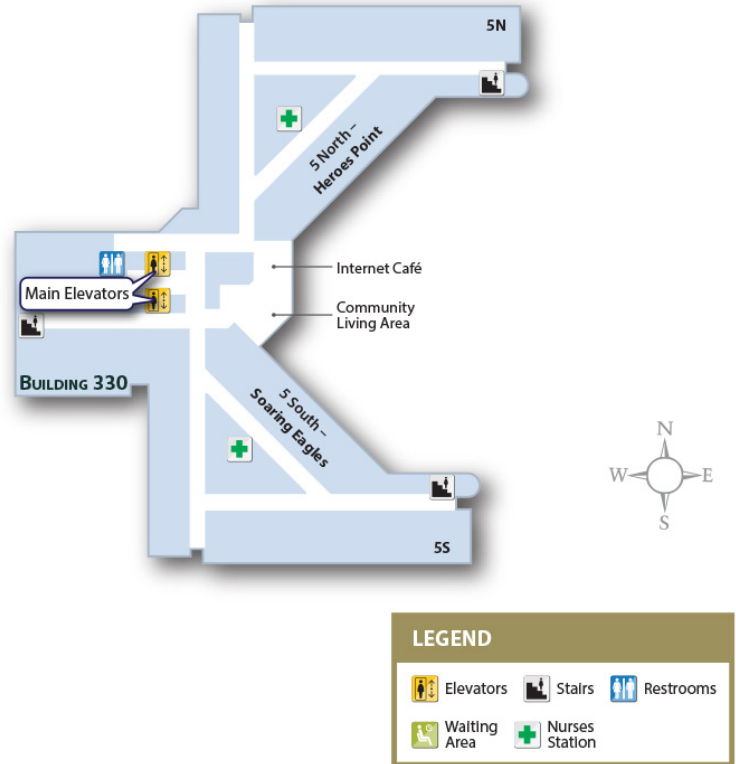 5N
5 North –
Heroes Point
Internet Café
Main Elevators
Community
Living Area
BUILDING 330
5 South –
Soaring Eagles
5S
N
W E
S
LEGEND
Elevators Stairs Restrooms
Waiting
Area
Nurses
Station